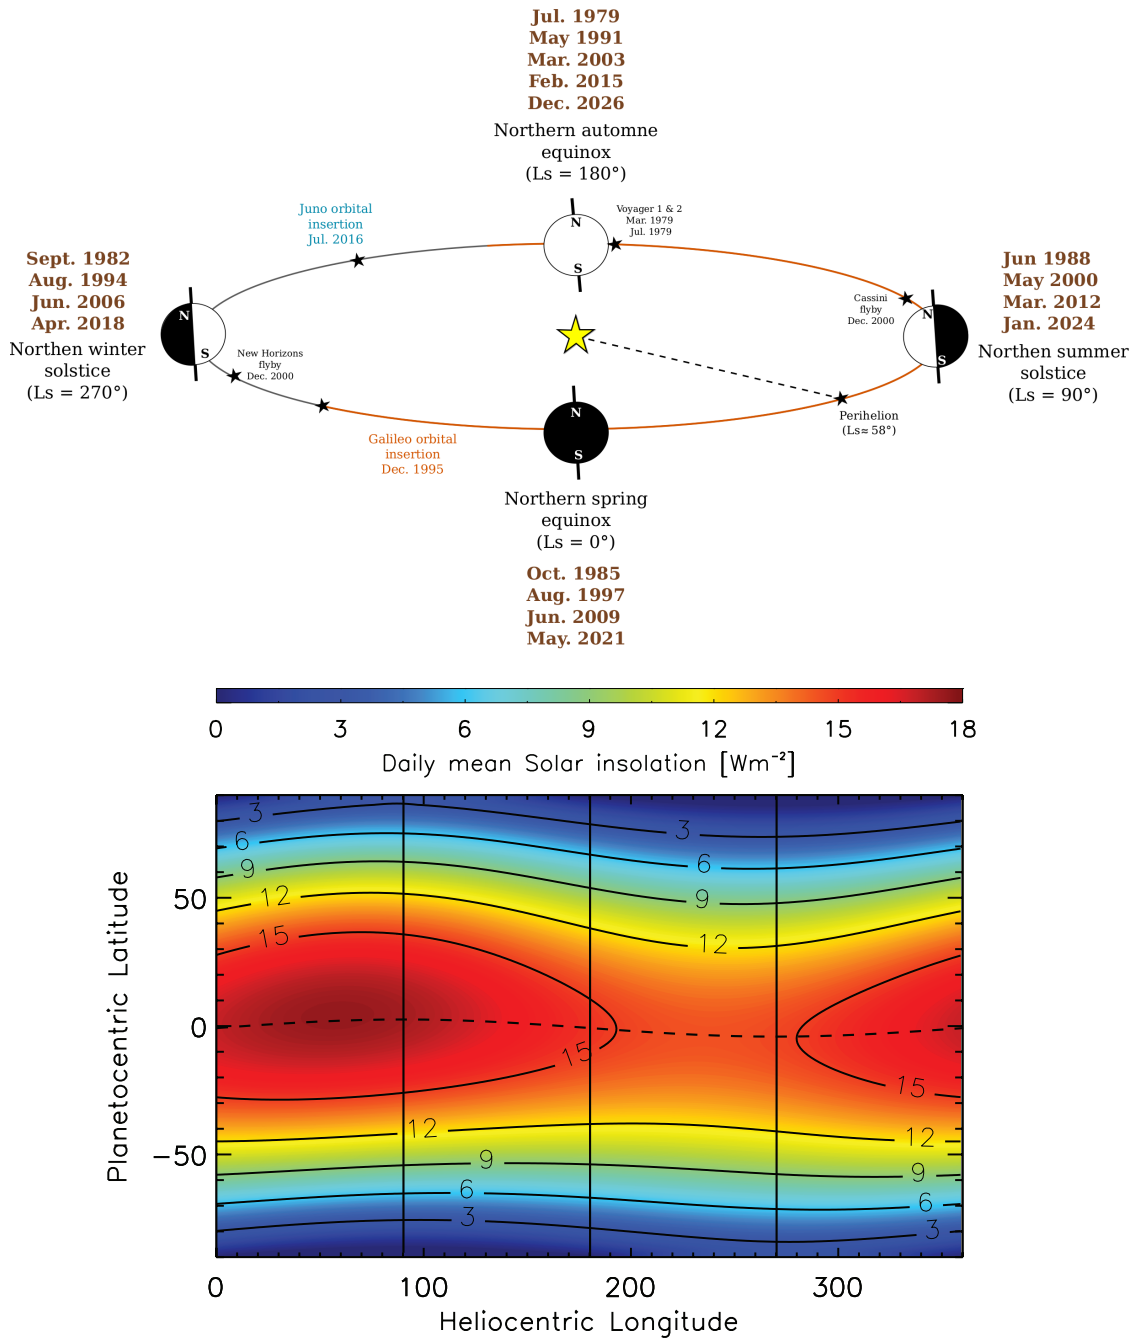 Jul. 1979
May 1991
Mar. 2003
Feb. 2015
Dec. 2026
Northern automne
equinox
(Ls = 180°)
Juno orbital
insertion
Jul. 2016
N
S
Voyager 1 & 2
Mar. 1979
Jul. 1979
Sept. 1982
Aug. 1994
Jun. 2006
Apr. 2018
Northen winter
solstice
(Ls = 270°)
N
S
New Horizons
flyby
Dec. 2000
Cassini
flyby
Dec. 2000
N
S
Jun 1988
May 2000
Mar. 2012
Jan. 2024
Northen summer
solstice
(Ls = 90°)
Perihelion
(Ls≈58°)
N
S
Galileo orbital
insertion
Dec. 1995
Northern spring
equinox
(Ls = 0°)
Oct. 1985
Aug. 1997
Jun. 2009
May. 2021
0 3 6 9 12 15 18
Daily mean Solar insolation [Wm⁻²]
3 3
6 6
9 9
12 12
15
15 15
12 12
9 9
6 6
3 3
Planetocentric Latitude
50
0
−50
0 100 200 300
Heliocentric Longitude